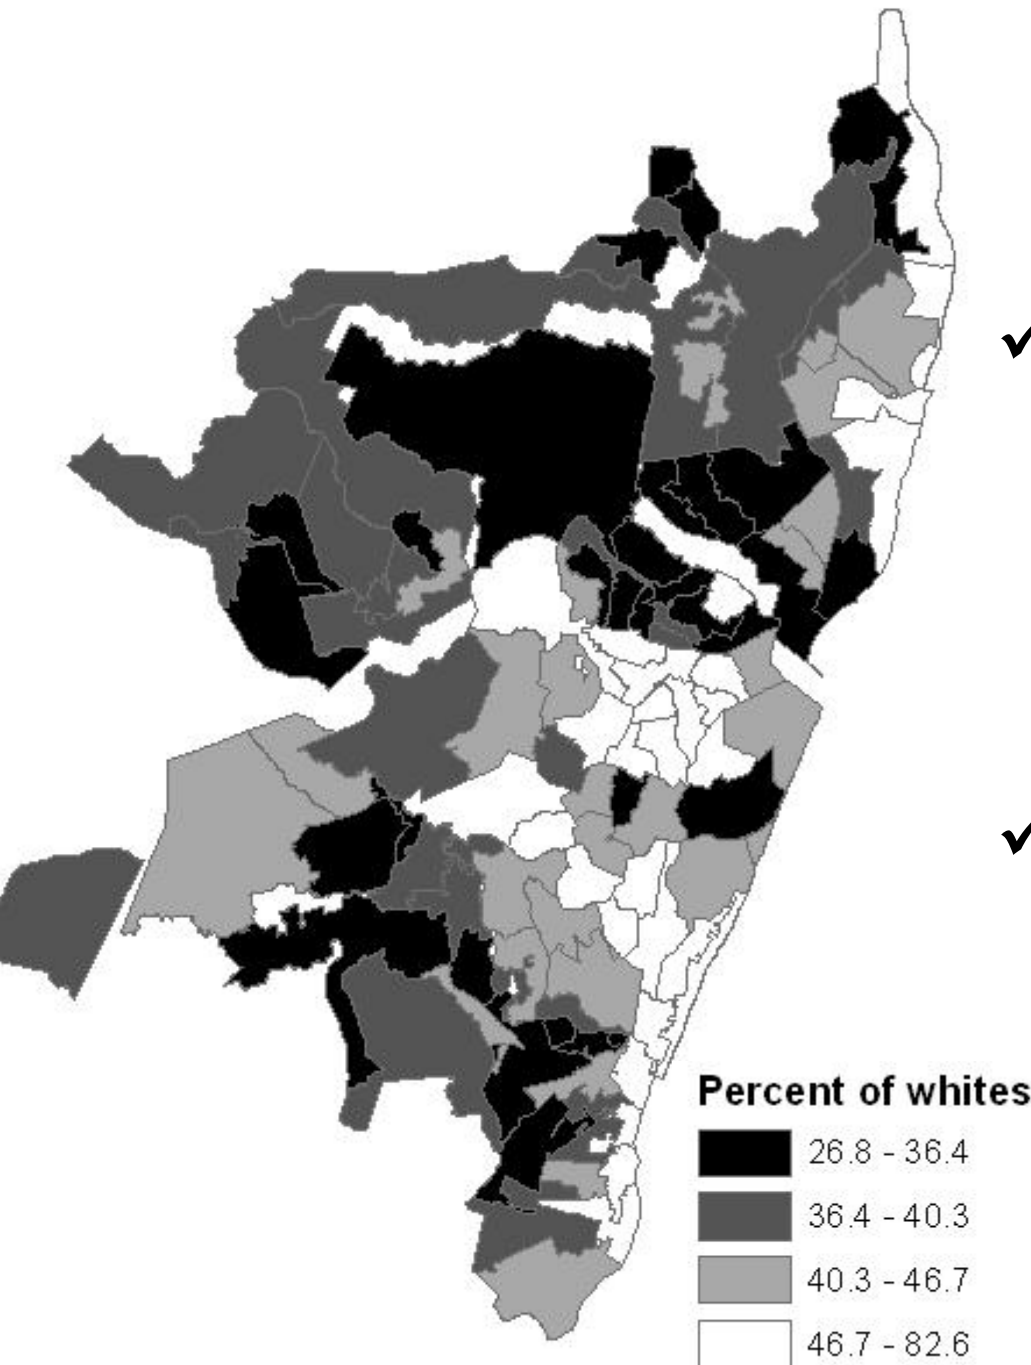 ✓
✓
Percent of whites
26.8 - 36.4
36.4 - 40.3
40.3 - 46.7
46.7 - 82.6